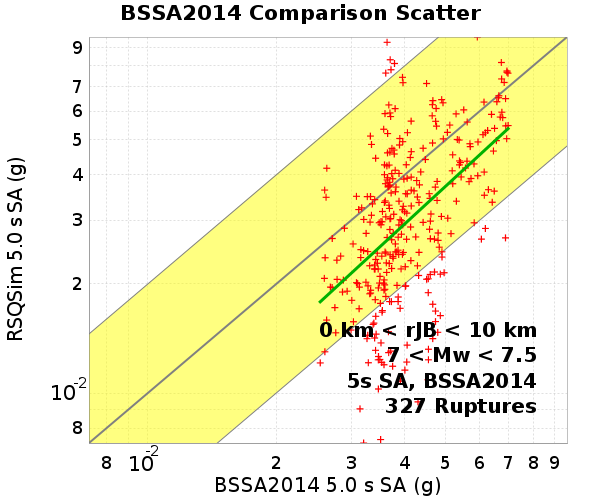 BSSA2014 Comparison Scatter
9
7
6
5
4
3
2
10-2
8
RSQSim 5.0 s SA (g)
0 km < rJB < 10 km
7 < Mw < 7.5
5s SA, BSSA2014
327 Ruptures
8 10-2 2 3 4 5 6 7 8 9
BSSA2014 5.0 s SA (g)